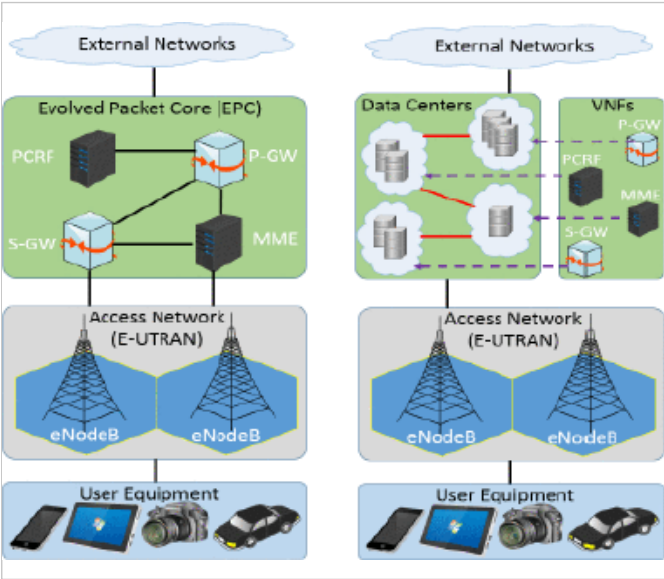 External Networks
Evolved Packet Core |EPC)
PCRF
P-GW
S-GW
MME
Access Network
(E-UTRAN)
eNodeB
eNodeB
User Equipment
External Networks
Data Centers
VNFs
P-GW
PCRF
MME
S-GW
Access Network
(E-UTRAN)
eNodeB
eNodeB
User Equipment